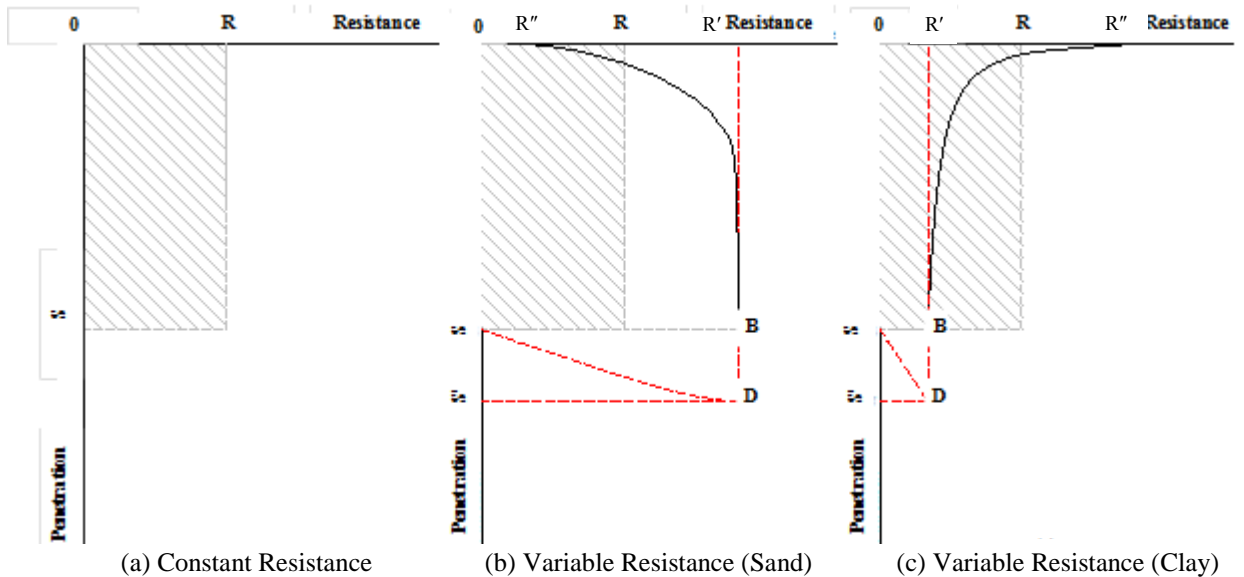 0 R Resistance
S
Penetration
(a) Constant Resistance
0 R″ R R′ Resistance
B
S
D
S'
Penetration
(b) Variable Resistance (Sand)
0 R′ R R″ Resistance
B
S
D
S'
Penetration
(c) Variable Resistance (Clay)